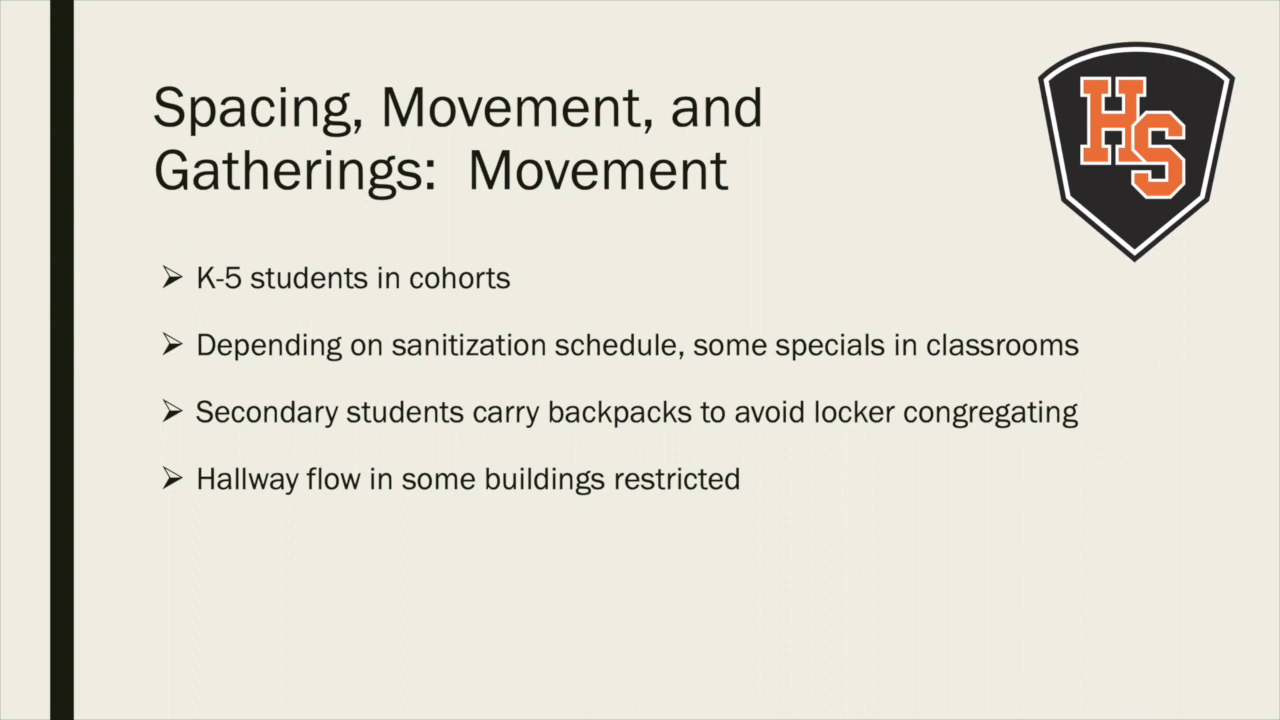 Spacing, Movement, and
Gatherings:  Movement
HS
➢ K-5 students in cohorts
➢ Depending on sanitization schedule, some specials in classrooms
➢ Secondary students carry backpacks to avoid locker congregating
➢ Hallway flow in some buildings restricted